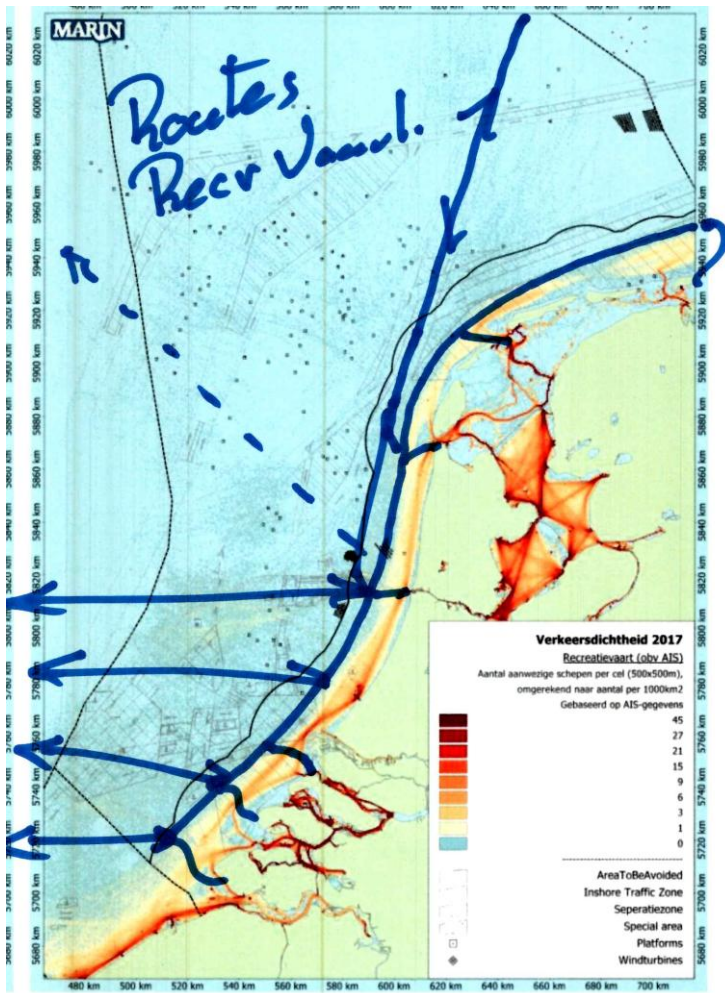 MARIN
Routes
Recr
6020 km
6000 km
5980 km
5960 km
5940 km
5920 km
5900 km
5880 km
5860 km
5840 km
5820 km
5800 km
5780 km
5760 km
5740 km
5720 km
5700 km
5680 km
Verkeersdichtheid 2017
Recreatievaart (obv AIS)
Aantal aanwezige schepen per cel (500x500m),
omgerekend naar aantal per 1000km2
Gebaseerd op AIS-gegevens
45
27
21
15
9
6
3
1
0
AreaToBeAvoided
Inshore Traffic Zone
Seperatiezone
Special area
Platforms
Windturbines
480 km 500 km 520 km 540 km 560 km 580 km 600 km 620 km 640 km 660 km 680 km 700 km